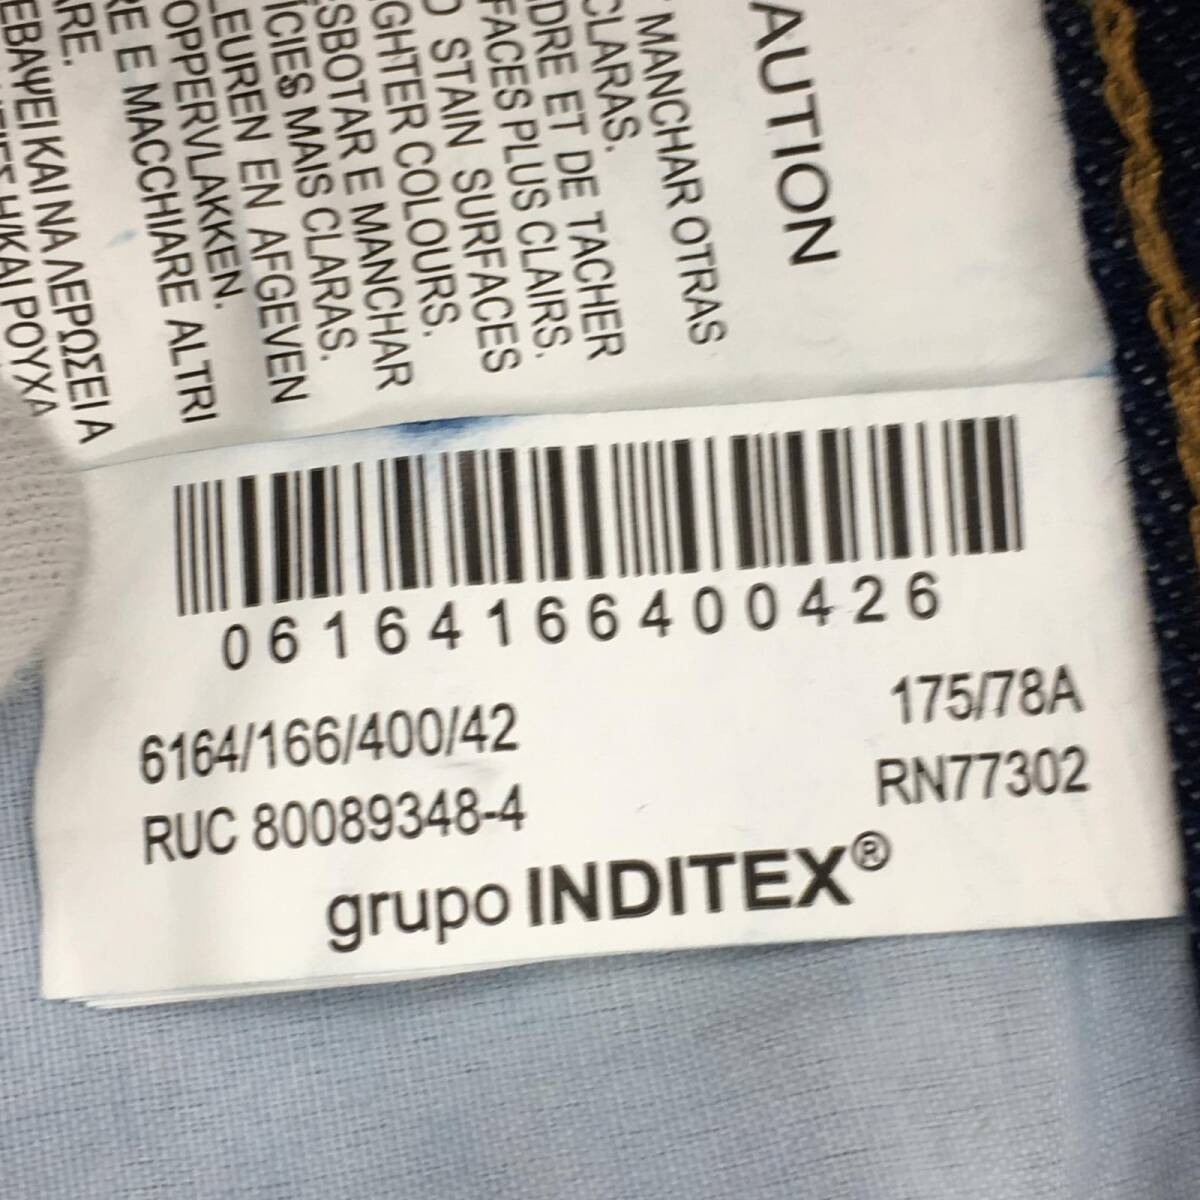 AUTION
MANCHAR OTRAS
CLARAS.
DRE ET DE TACHER
FACES PLUS CLAIRS.
STAIN SURFACES
GHTER COLOURS.
SBOTAR E MANCHAR
ÍCIES MAIS CLARAS.
LEUREN EN AFGEVEN
OPPERVLAKKEN.
RE E MACCHIARE ALTRI
ARE.
ΕΒΑΨΕΙ ΚΑΙ ΝΑ ΛΕΡΩΣΕΙ Α
Η/ΚΑΙ ΡΟΥΧΑ
06164166400426
6164/166/400/42 175/78A
RUC 80089348-4 RN77302
grupo INDITEX®